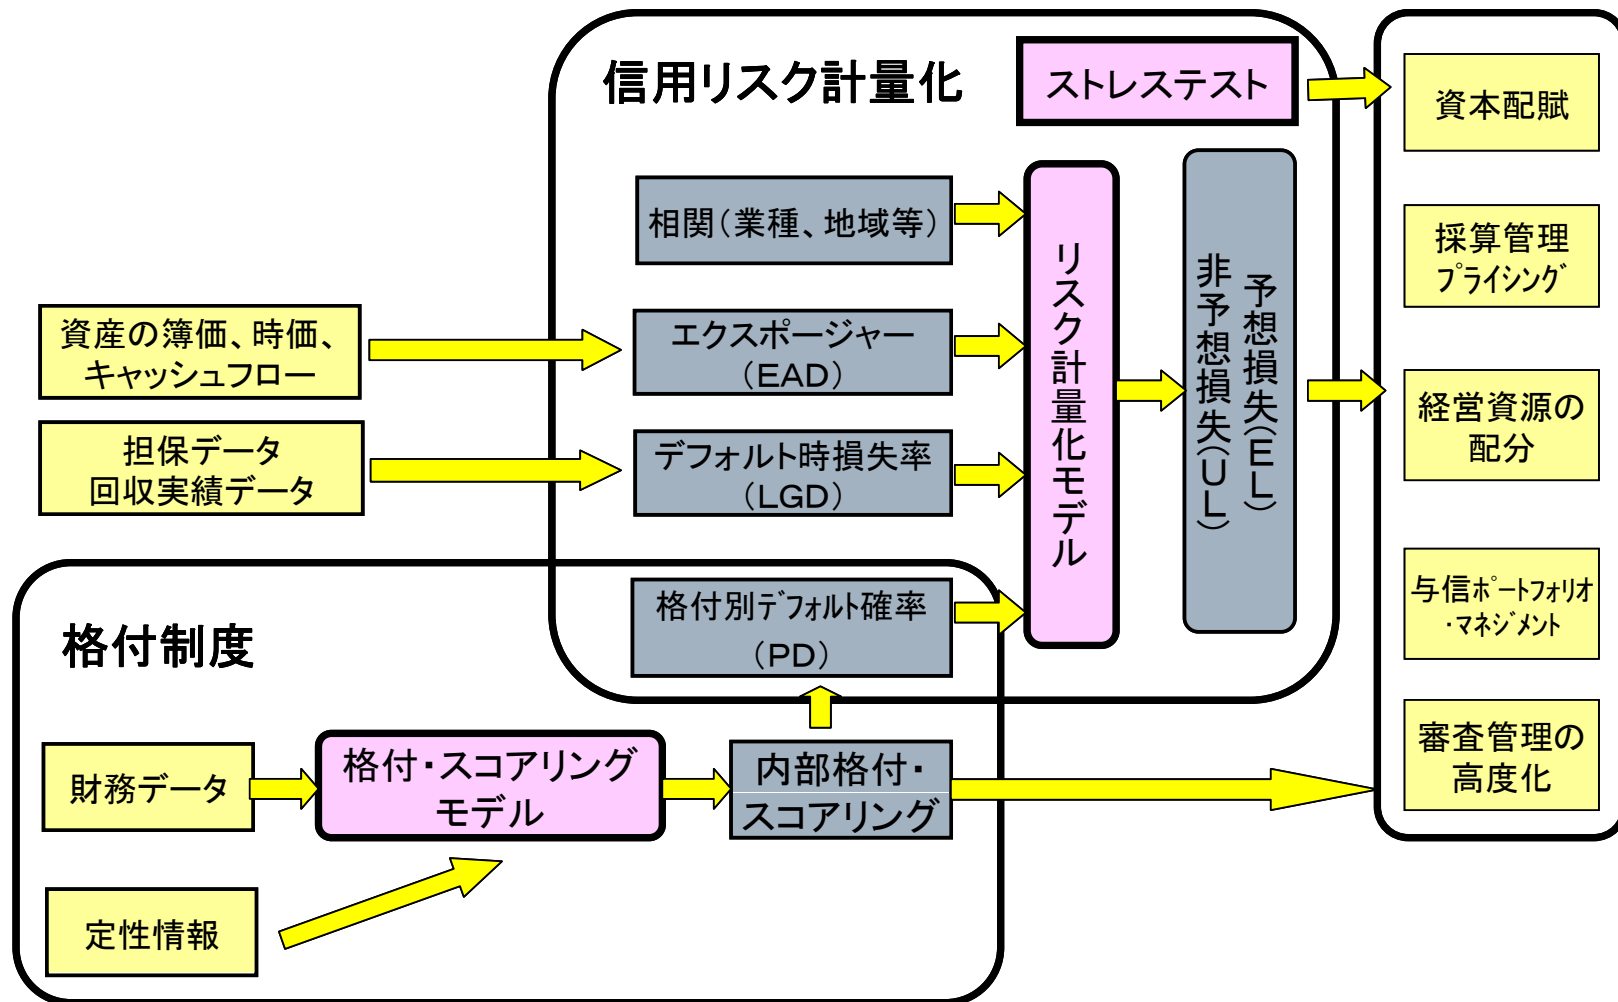 信用リスク計量化
ストレステスト
相関（業種、地域等）
資産の簿価、時価、
キャッシュフロー
エクスポージャー
（EAD）
担保データ
回収実績データ
デフォルト時損失率
（LGD）
格付別ﾃﾞﾌｫﾙﾄ確率
（PD）
リスク計量化モデル
予想損失（ＥＬ）
非予想損失（ＵＬ）
資本配賦
採算管理
ﾌﾟﾗｲｼﾝｸﾞ
経営資源の
配分
与信ﾎﾟｰﾄﾌｫﾘｵ
・ﾏﾈｼﾞﾒﾝﾄ
審査管理の
高度化
格付制度
財務データ
格付・スコアリング
モデル
内部格付・
スコアリング
定性情報